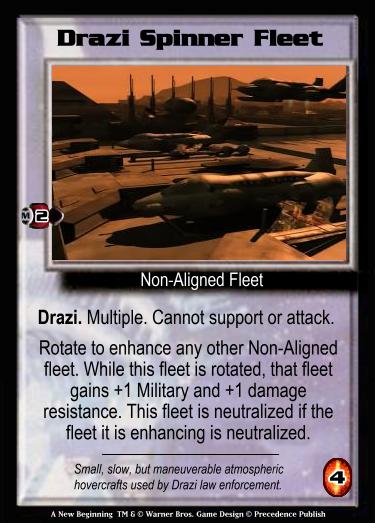 Drazi Spinner Fleet
M 2
Non-Aligned Fleet
Drazi. Multiple. Cannot support or attack.
Rotate to enhance any other Non-Aligned
fleet. While this fleet is rotated, that fleet
gains +1 Military and +1 damage
resistance. This fleet is neutralized if the
fleet it is enhancing is neutralized.
Small, slow, but maneuverable atmospheric
hovercrafts used by Drazi law enforcement.
4
A New Beginning TM & © Warner Bros. Game Design © Precedence Publish